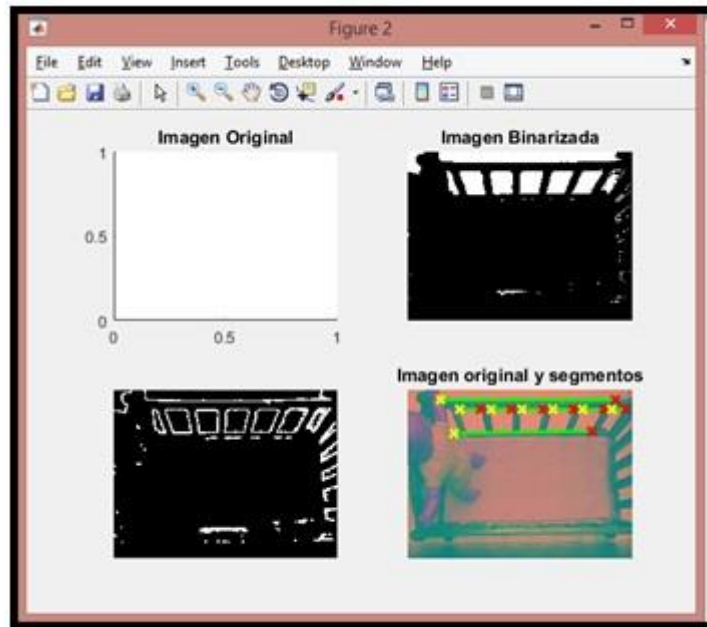 Figure 2
File Edit View Insert Tools Desktop Window Help
Imagen Original
Imagen Binarizada
1
0.5
0
0 0.5 1
Imagen original y segmentos